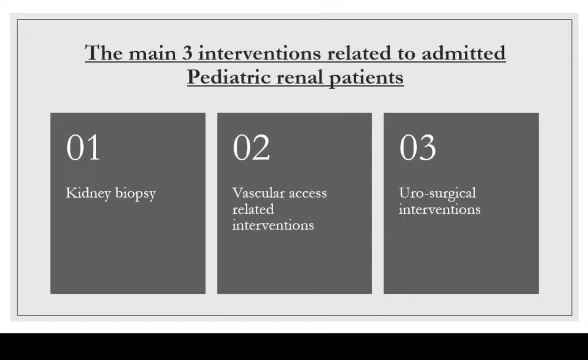 The main 3 interventions related to admitted
Pediatric renal patients
01
Kidney biopsy
02
Vascular access
related
interventions
03
Uro-surgical
interventions